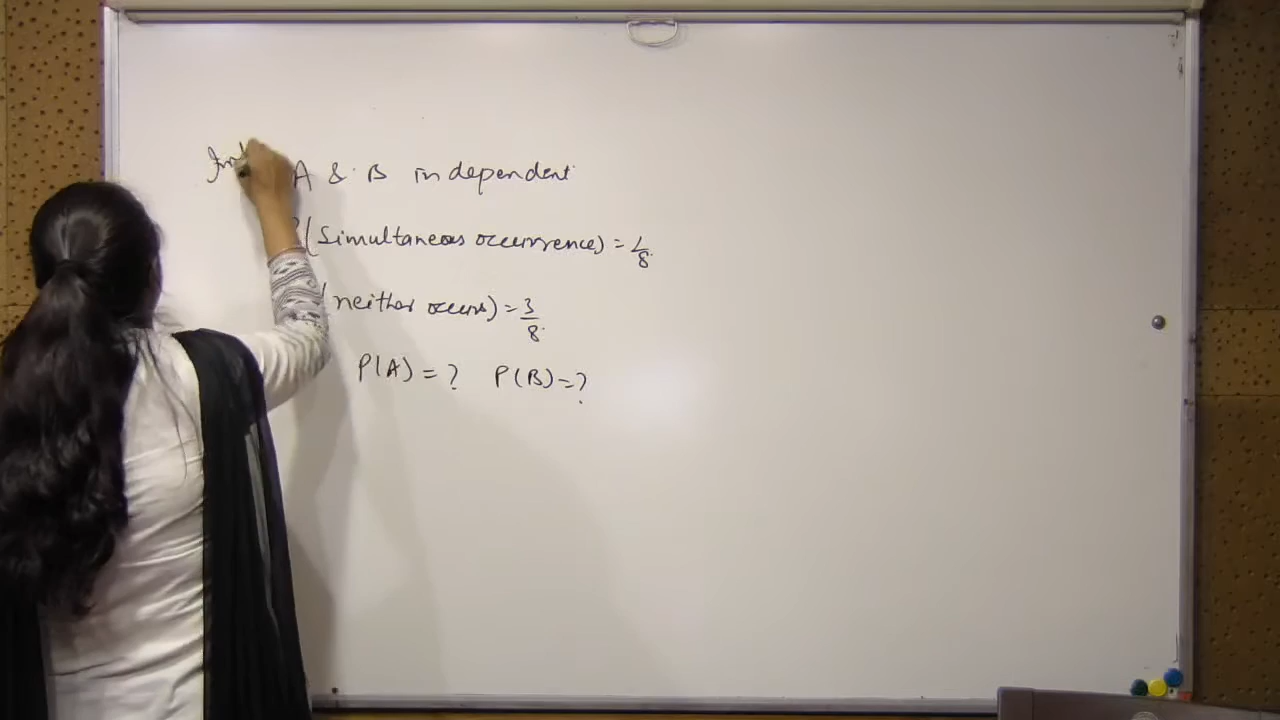 A & B independent
(Simultaneous occurrence) = 1/8
(neither occurs) = 3/8
P(A) = ? P(B) = ?